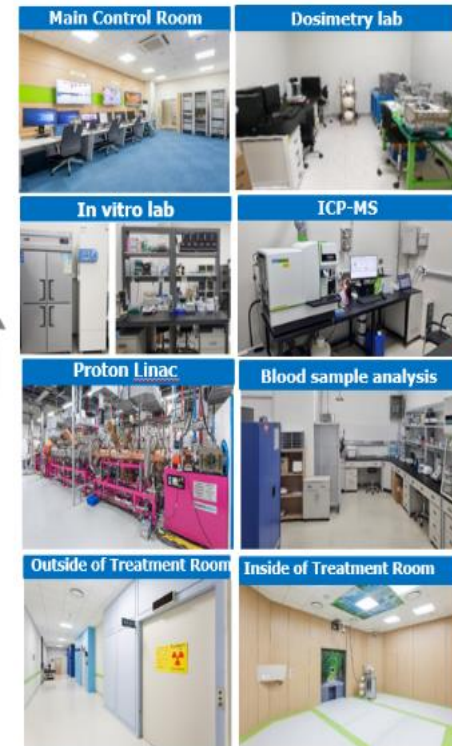 Main Control Room
Dosimetry lab
In vitro lab
ICP-MS
Proton Linac
Blood sample analysis
Outside of Treatment Room
Inside of Treatment Room